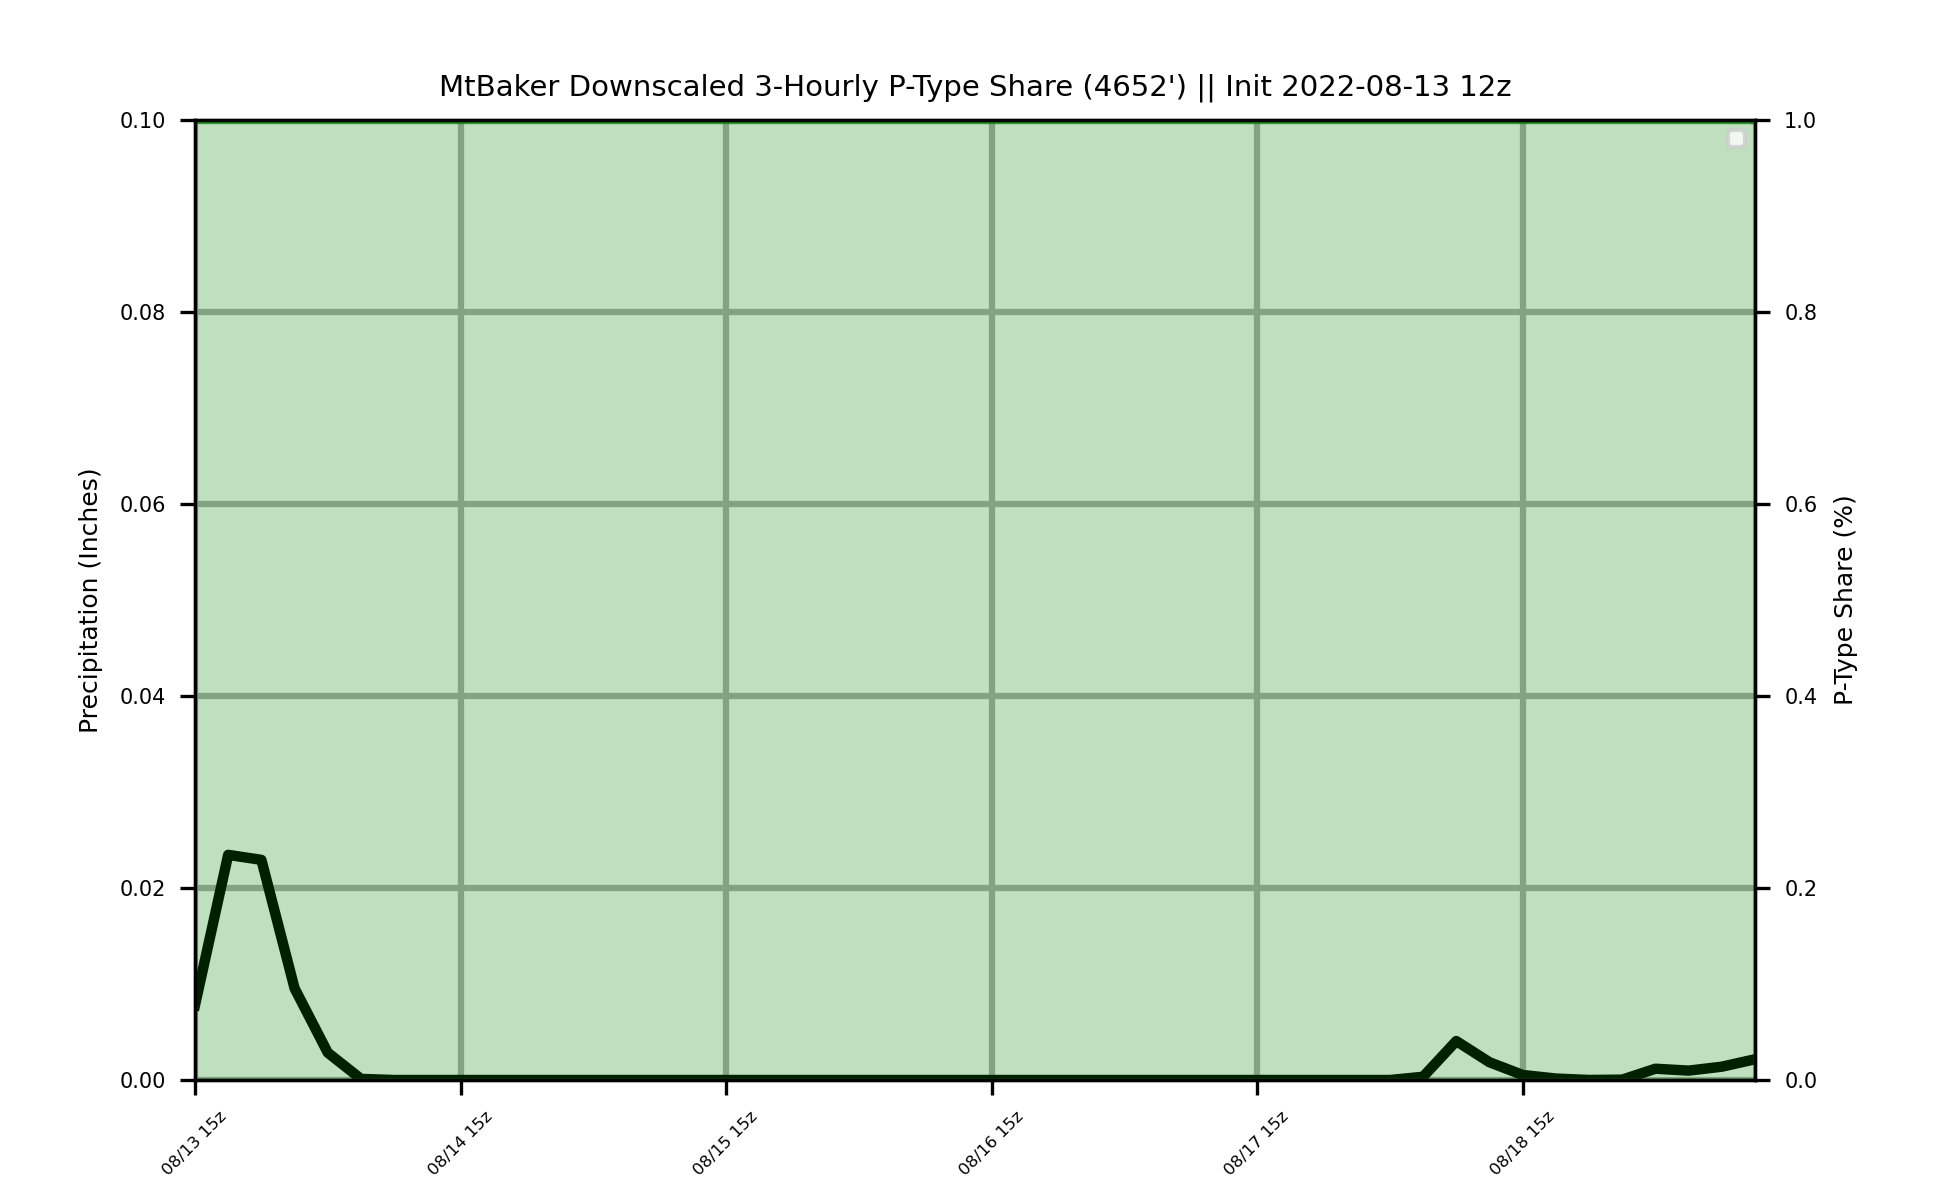 MtBaker Downscaled 3-Hourly P-Type Share (4652') || Init 2022-08-13 12z
Precipitation (Inches)
0.10
0.08
0.06
0.04
0.02
0.00
1.0
0.8
0.6
0.4
0.2
0.0
P-Type Share (%)
08/13 15z
08/14 15z
08/15 15z
08/16 15z
08/17 15z
08/18 15z